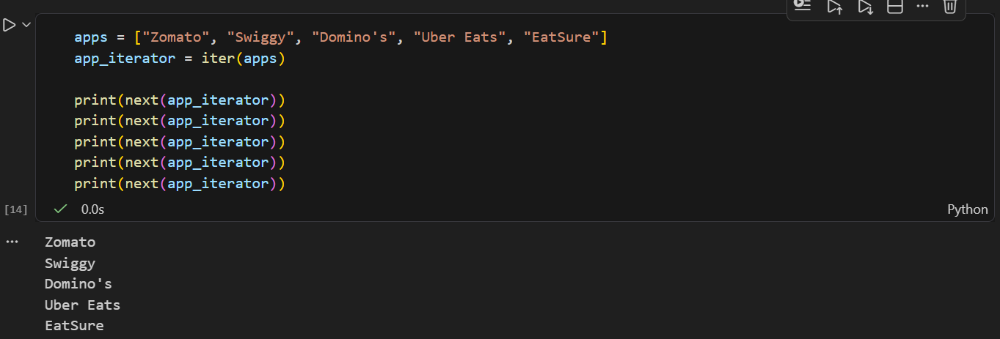 apps = ["Zomato", "Swiggy", "Domino's", "Uber Eats", "EatSure"]
app_iterator = iter(apps)
print(next(app_iterator))
print(next(app_iterator))
print(next(app_iterator))
print(next(app_iterator))
print(next(app_iterator))
[14] 0.0s Python
Zomato
Swiggy
Domino's
Uber Eats
EatSure